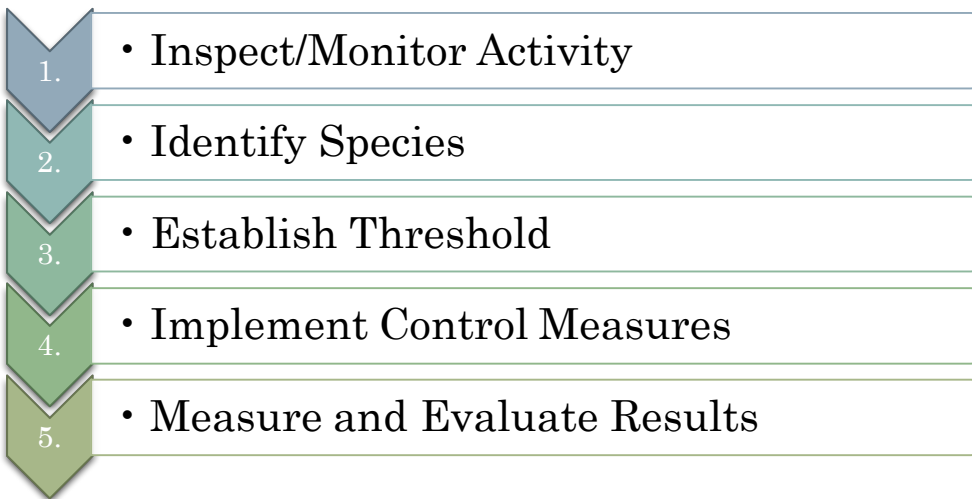 1. • Inspect/Monitor Activity
2. • Identify Species
3. • Establish Threshold
4. • Implement Control Measures
5. • Measure and Evaluate Results